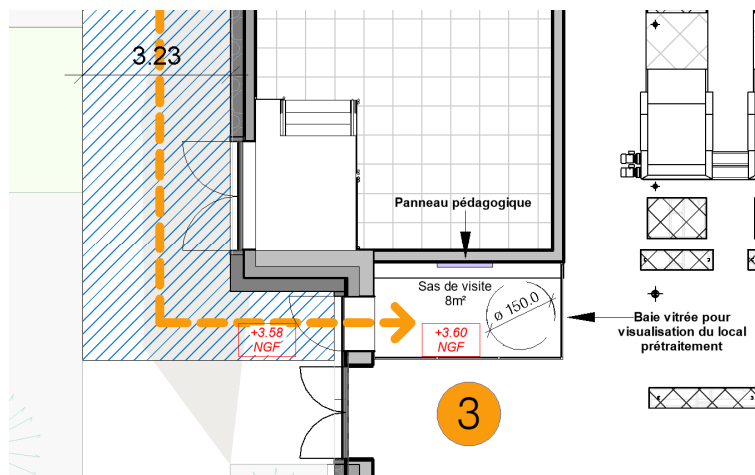 3.23
Panneau pédagogique
Sas de visite
8m²
ø 150.0
Baie vitrée pour
visualisation du local
prétraitement
+3.58
NGF
+3.60
NGF
3